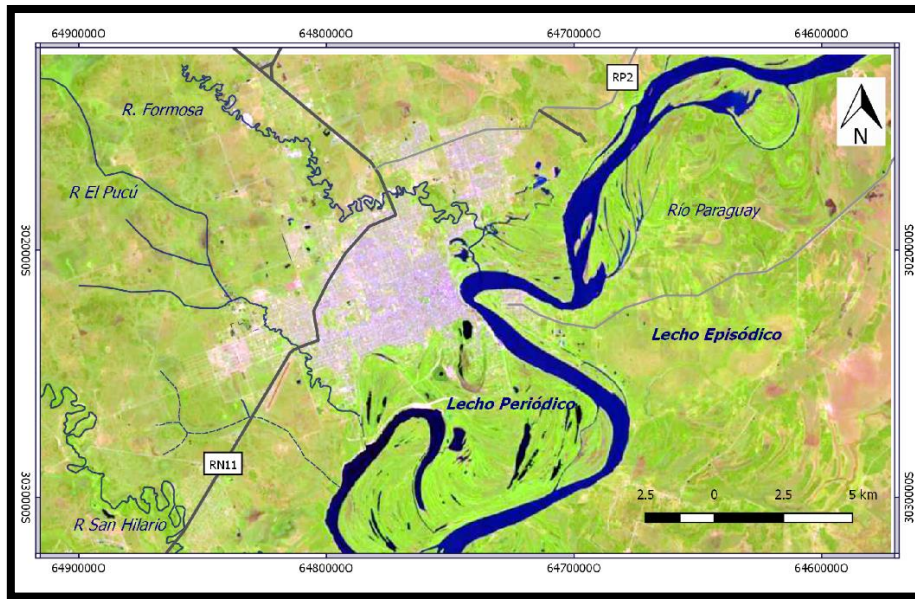 6490000O 6480000O 6470000O 6460000O
RP2
R. Formosa
N
R El Pucú
Río Paraguay
3020000S 3020000S
Lecho Episódico
Lecho Periódico
RN11
2.5 0 2.5 5 km
3030000S 3030000S
R San Hilario
6490000O 6480000O 6470000O 6460000O